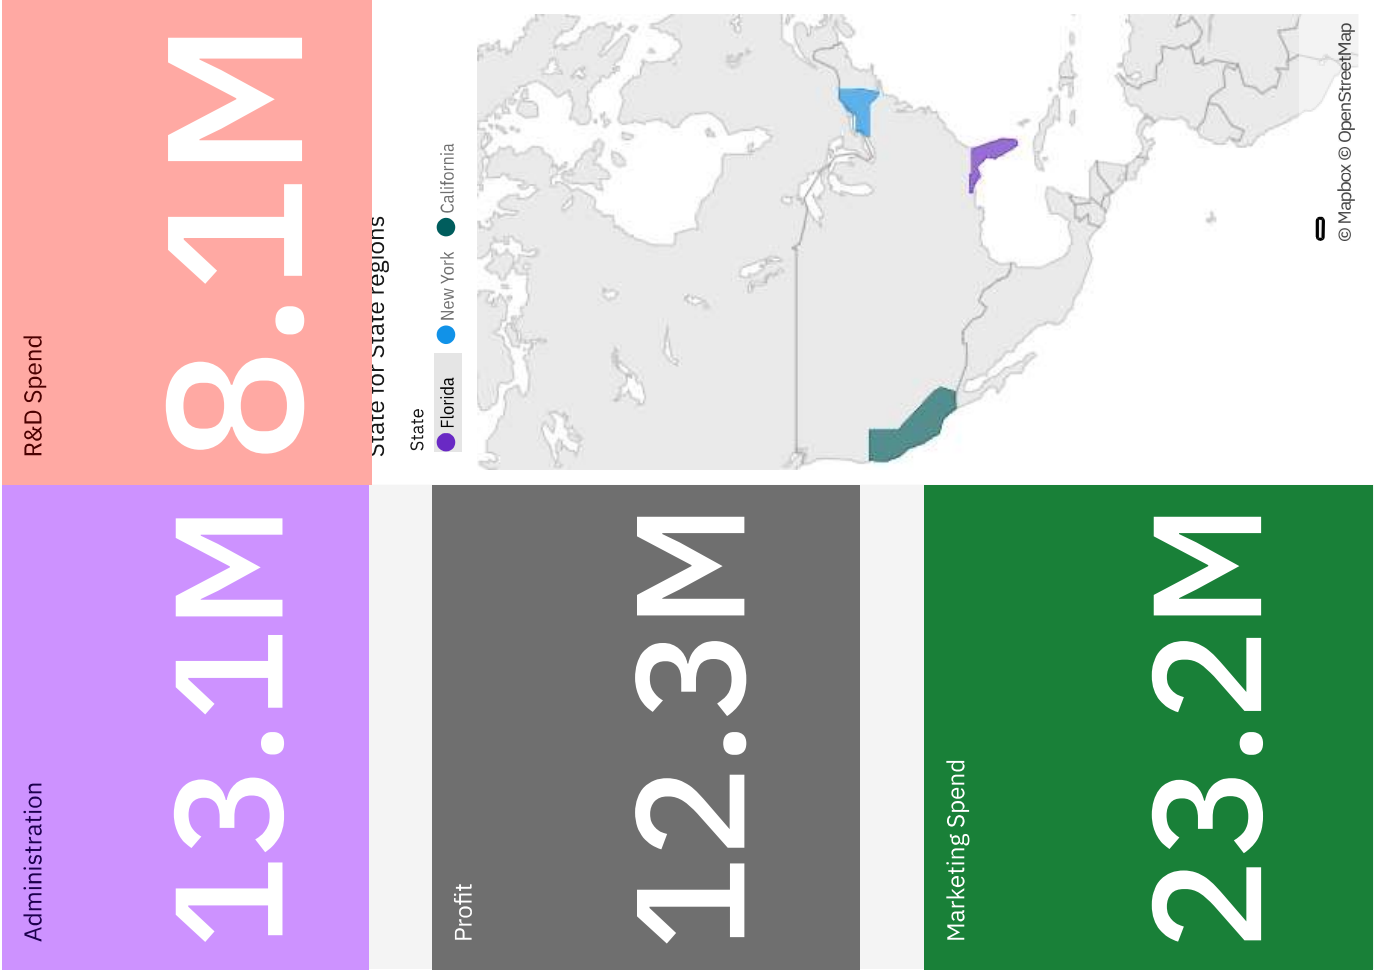 Administration
13.1M
R&D Spend
8.1M
State for State regions
State
Florida
New York
California
© Mapbox © OpenStreetMap
Profit
12.3M
Marketing Spend
23.2M